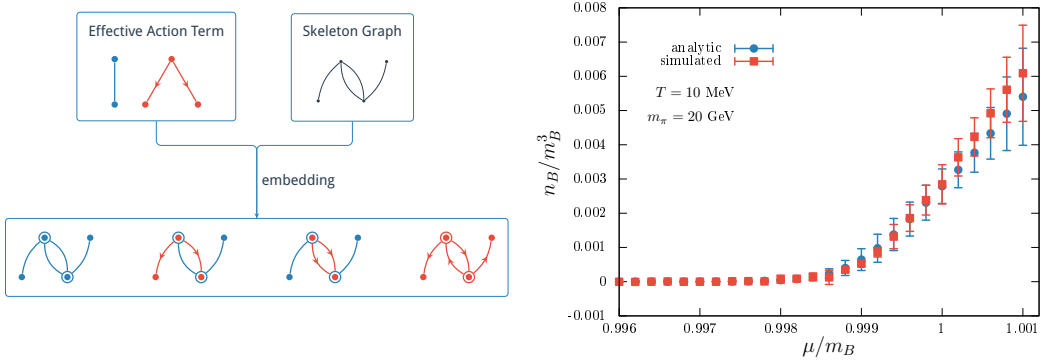 Effective Action Term
Skeleton Graph
embedding
0.008
0.007
0.006
0.005
0.004
0.003
0.002
0.001
0
-0.001
n_B/m_B^3
analytic
simulated
T = 10 MeV
m_π = 20 GeV
0.996 0.997 0.998 0.999 1 1.001
μ/m_B